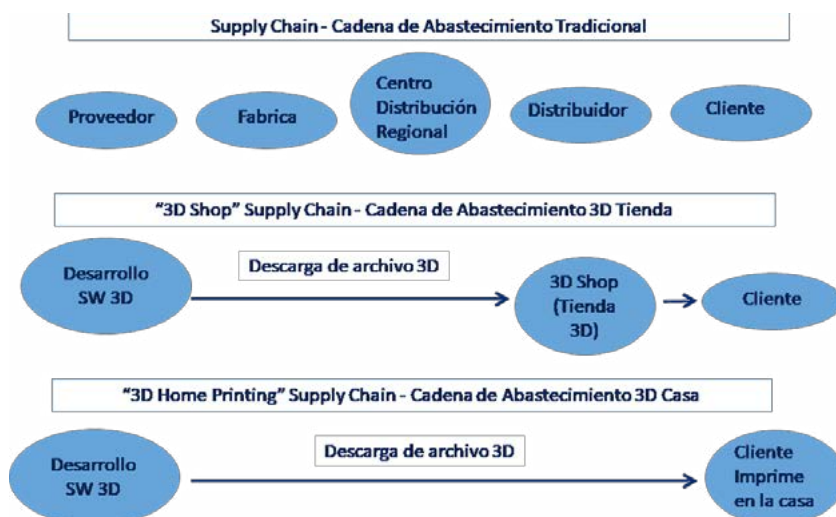 Supply Chain - Cadena de Abastecimiento Tradicional
Proveedor
Fabrica
Centro
Distribución
Regional
Distribuidor
Cliente
"3D Shop" Supply Chain - Cadena de Abastecimiento 3D Tienda
Desarrollo
SW 3D
Descarga de archivo 3D
3D Shop
(Tienda
3D)
Cliente
"3D Home Printing" Supply Chain - Cadena de Abastecimiento 3D Casa
Desarrollo
SW 3D
Descarga de archivo 3D
Cliente
Imprime
en la casa